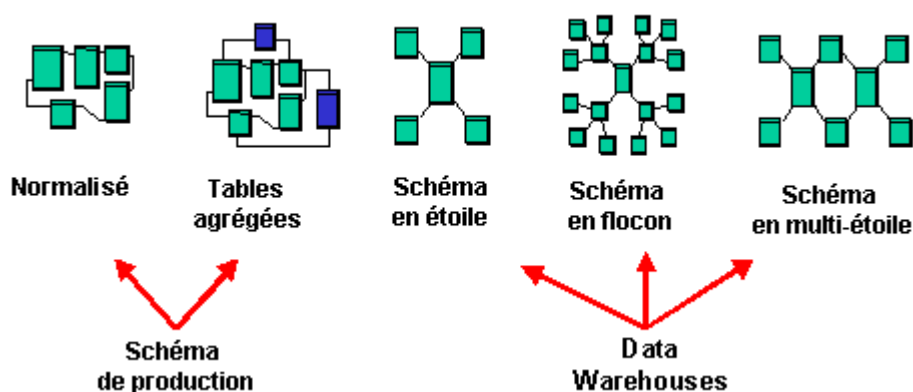 Normalisé
Tables
agrégées
Schéma
en étoile
Schéma
en flocon
Schéma
en multi-étoile
Schéma
de production
Data
Warehouses